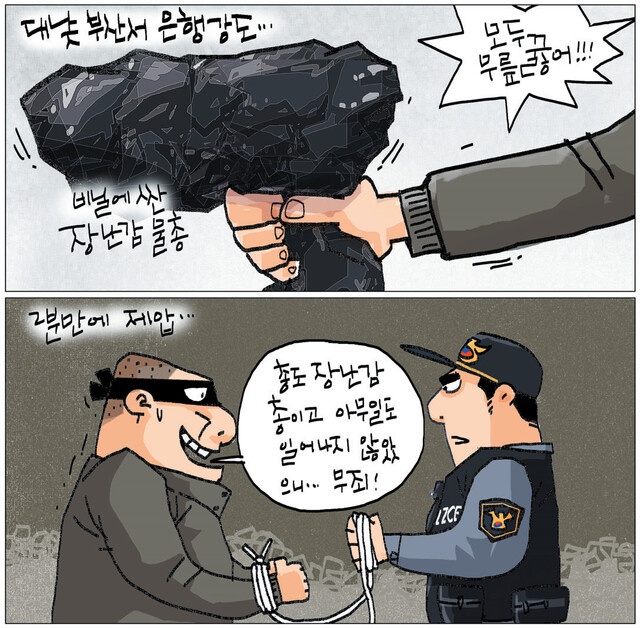 대낮 부산서 은행강도...
모두
무릎꿇어!!!
비닐에 싼
장난감 물총
2분만에 제압...
총도 장난감
총이고 아무일도
일어나지 않았
으니... 무죄!
LZCE